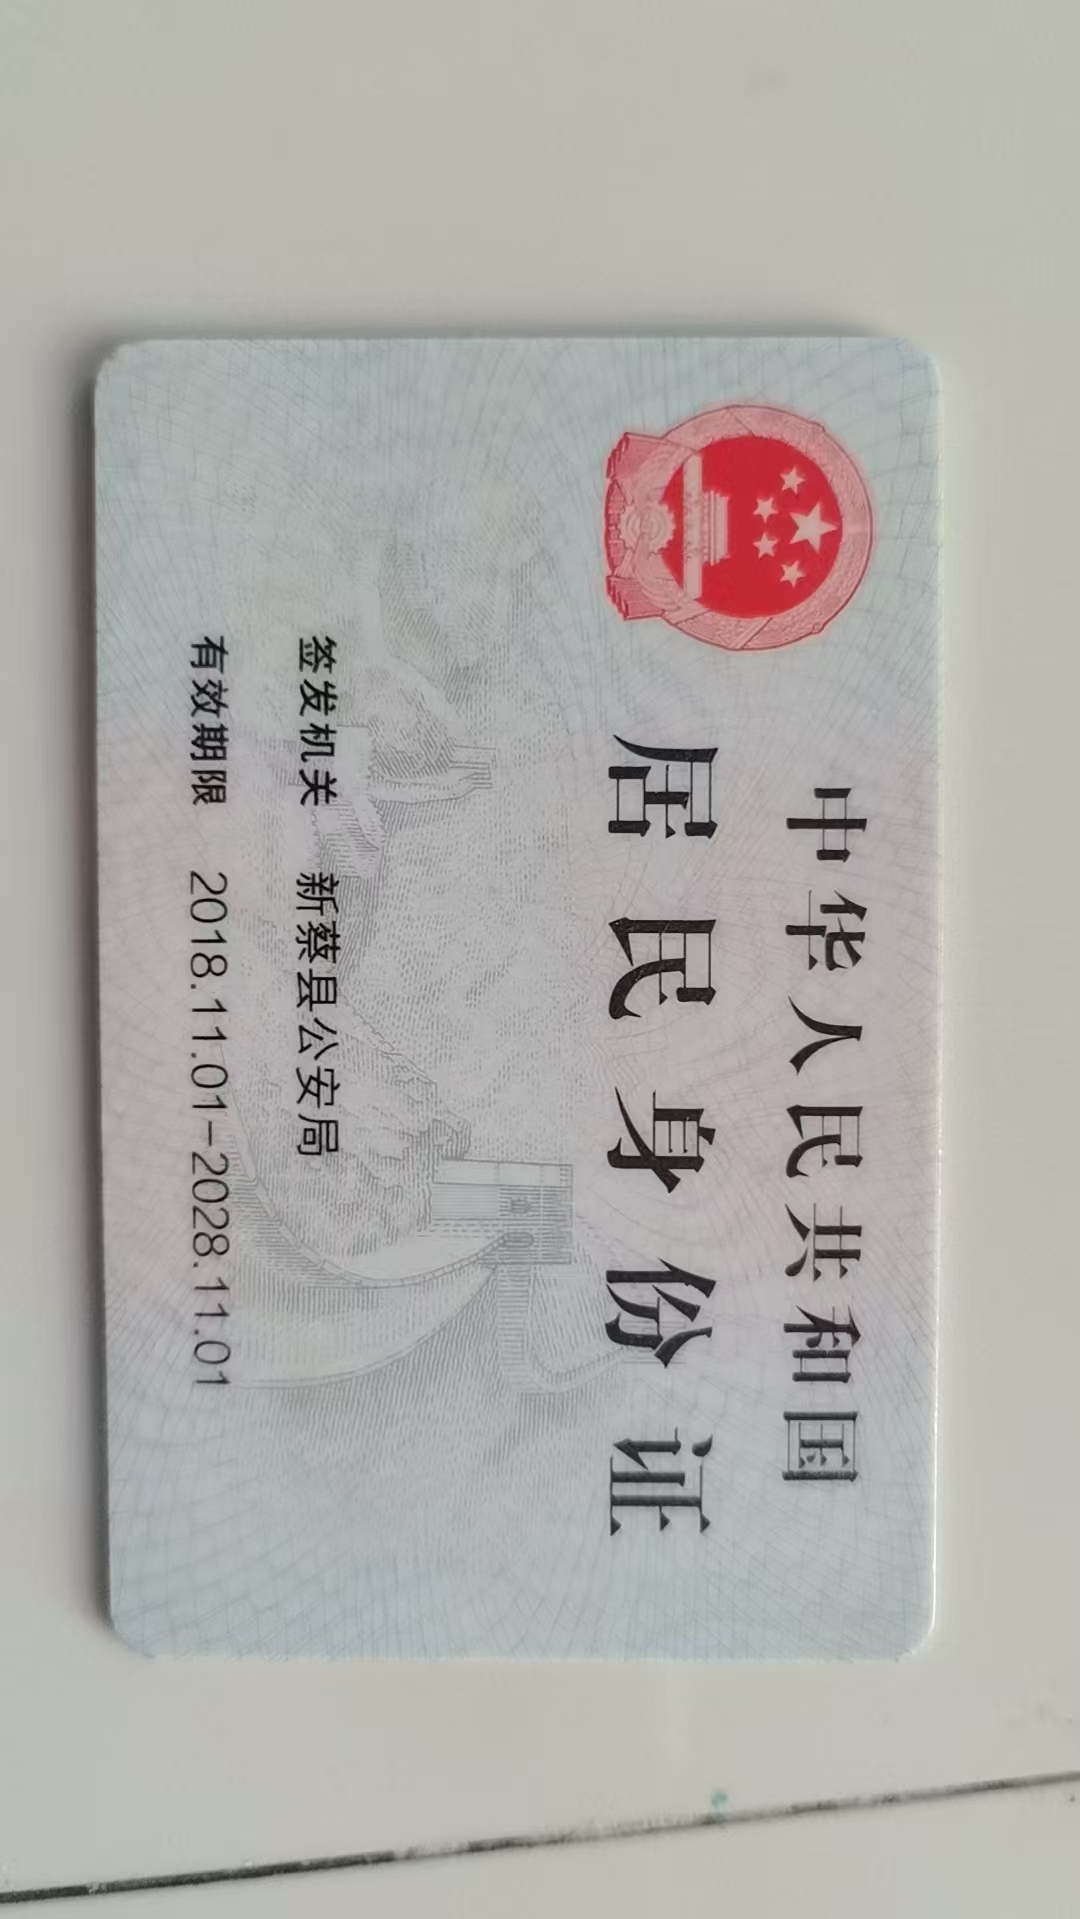 中华人民共和国
居民身份证
签发机关 新蔡县公安局
有效期限 2018.11.01-2028.11.01